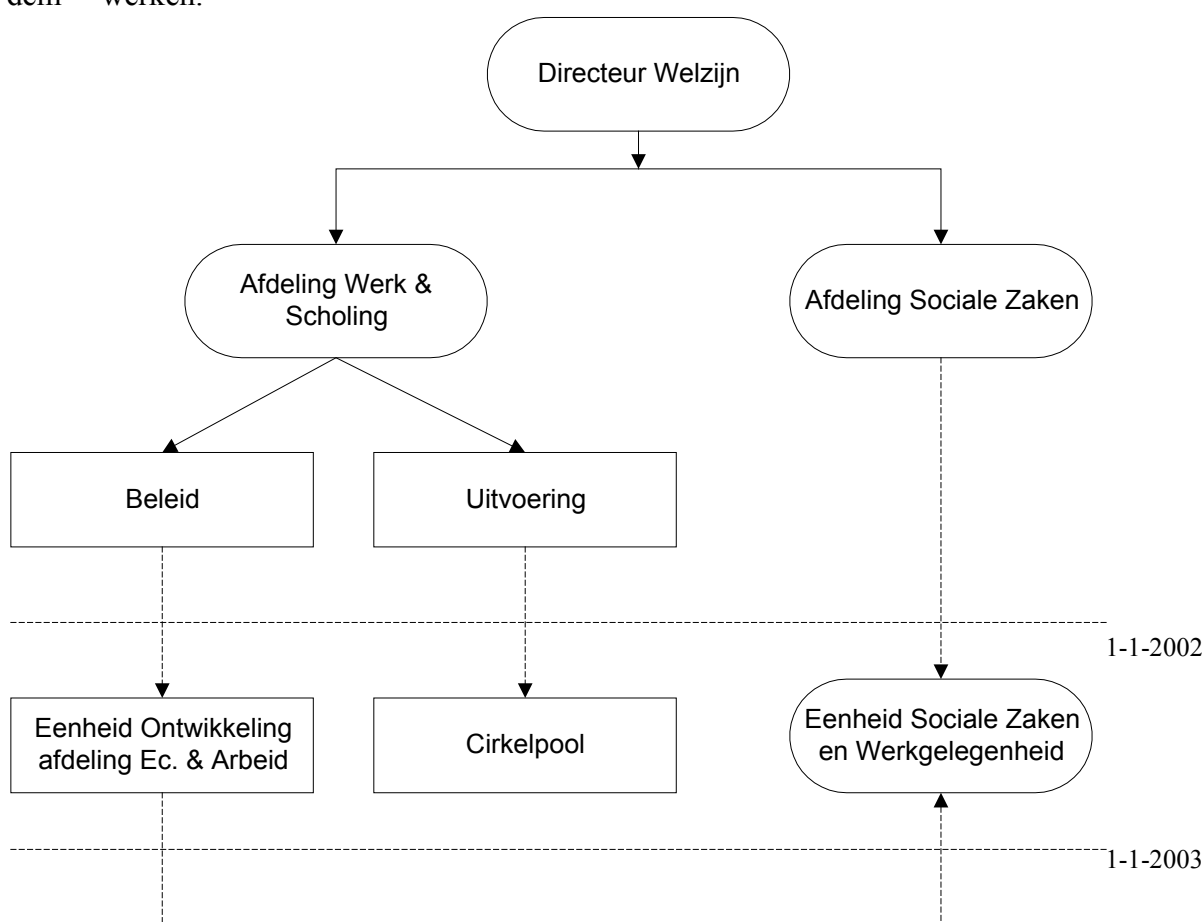 werken.
Directeur Welzijn
Afdeling Werk &
Scholing
Afdeling Sociale Zaken
Beleid
Uitvoering
1-1-2002
Eenheid Ontwikkeling
afdeling Ec. & Arbeid
Cirkelpool
Eenheid Sociale Zaken
en Werkgelegenheid
1-1-2003